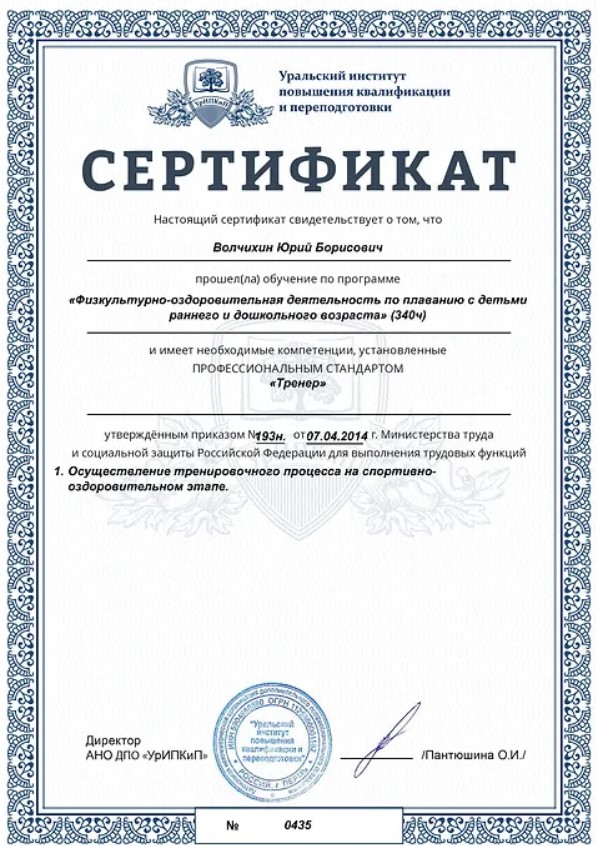 УрИПКиП
Уральский институт
повышения квалификации
и переподготовки
СЕРТИФИКАТ
Настоящий сертификат свидетельствует о том, что
Волчихин Юрий Борисович
прошел(ла) обучение по программе
«Физкультурно-оздоровительная деятельность по плаванию с детьми
раннего и дошкольного возраста» (340ч)
и имеет необходимые компетенции, установленные
ПРОФЕССИОНАЛЬНЫМ СТАНДАРТОМ
«Тренер»
утверждённым приказом №193н. от 07.04.2014 г. Министерства труда
и социальной защиты Российской Федерации для выполнения трудовых функций
1. Осуществление тренировочного процесса на спортивно-
оздоровительном этапе.
"Уральский
институт
повышения
квалификации и
переподготовки"
РОССИЯ, г. ПЕРМЬ
Директор
АНО ДПО «УрИПКиП»
/Пантюшина О.И./
№ 0435